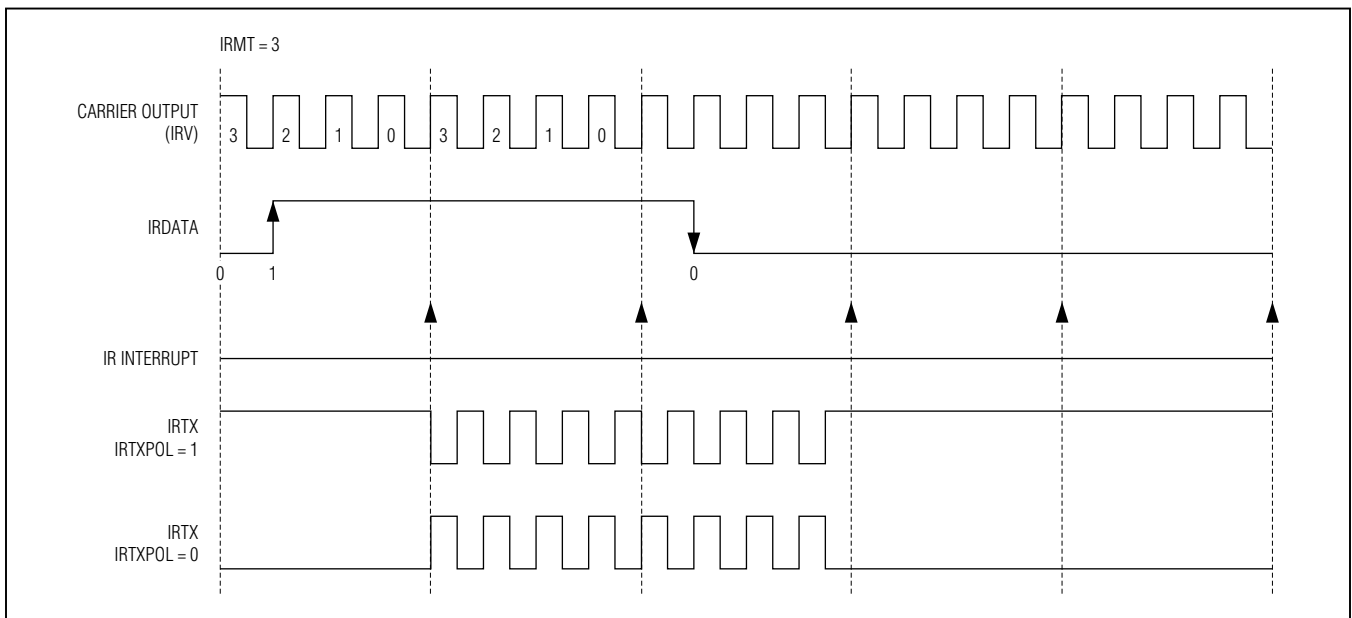 IRMT = 3
CARRIER OUTPUT
(IRV)
3 2 1 0 3 2 1 0
IRDATA
0 1 0
IR INTERRUPT
IRTX
IRTXPOL = 1
IRTX
IRTXPOL = 0